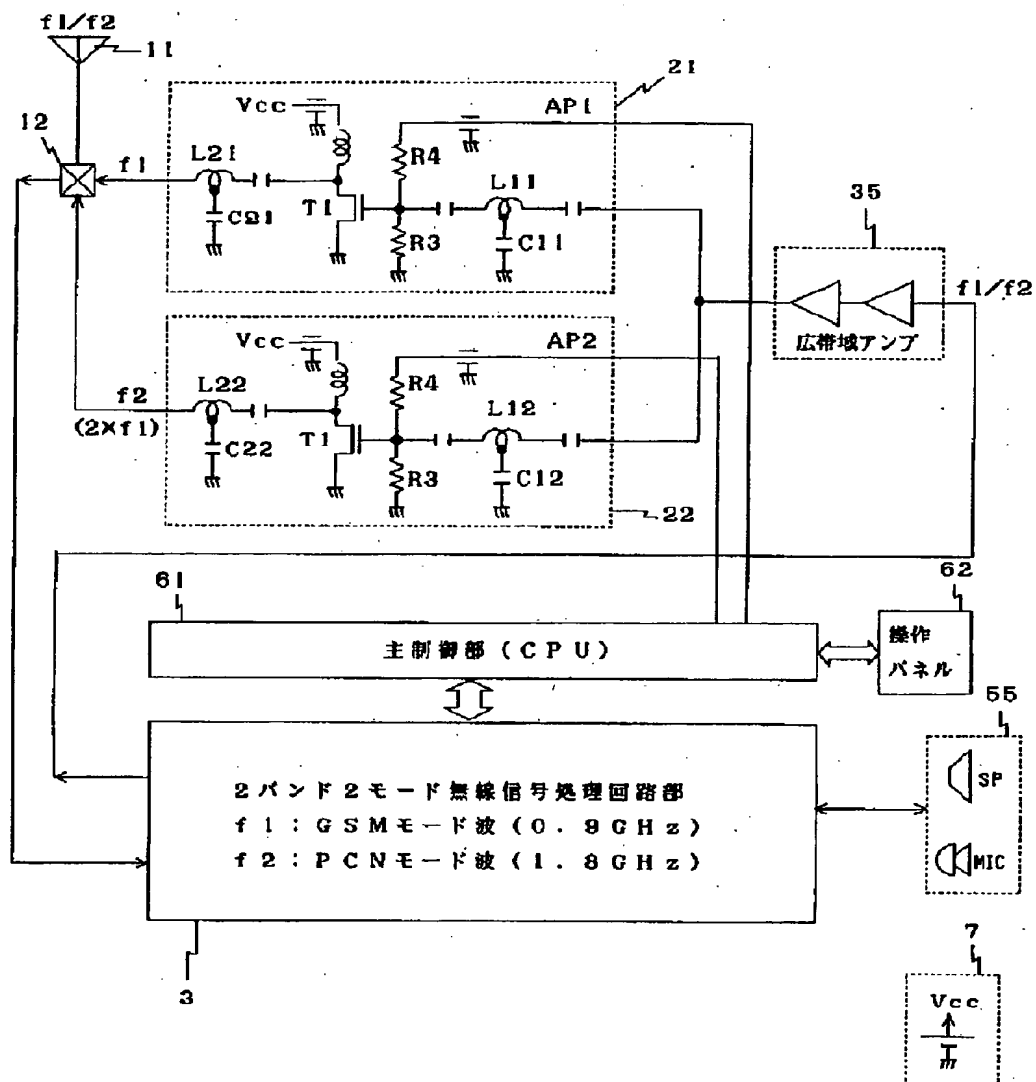 f1/f2
11
21
Vcc
AP1
12
R4
L21
f1
L11
35
T1
C21
R3
C11
f1/f2
広帯域アンプ
Vcc
AP2
f2
L22
R4
L12
(2×f1)
T1
C22
R3
C12
22
61
62
主制御部(CPU)
操作
パネル
55
2バンド2モード無線信号処理回路部
SP
f1:GSMモード波(0.9GHz)
f2:PCNモード波(1.8GHz)
MIC
7
3
Vcc